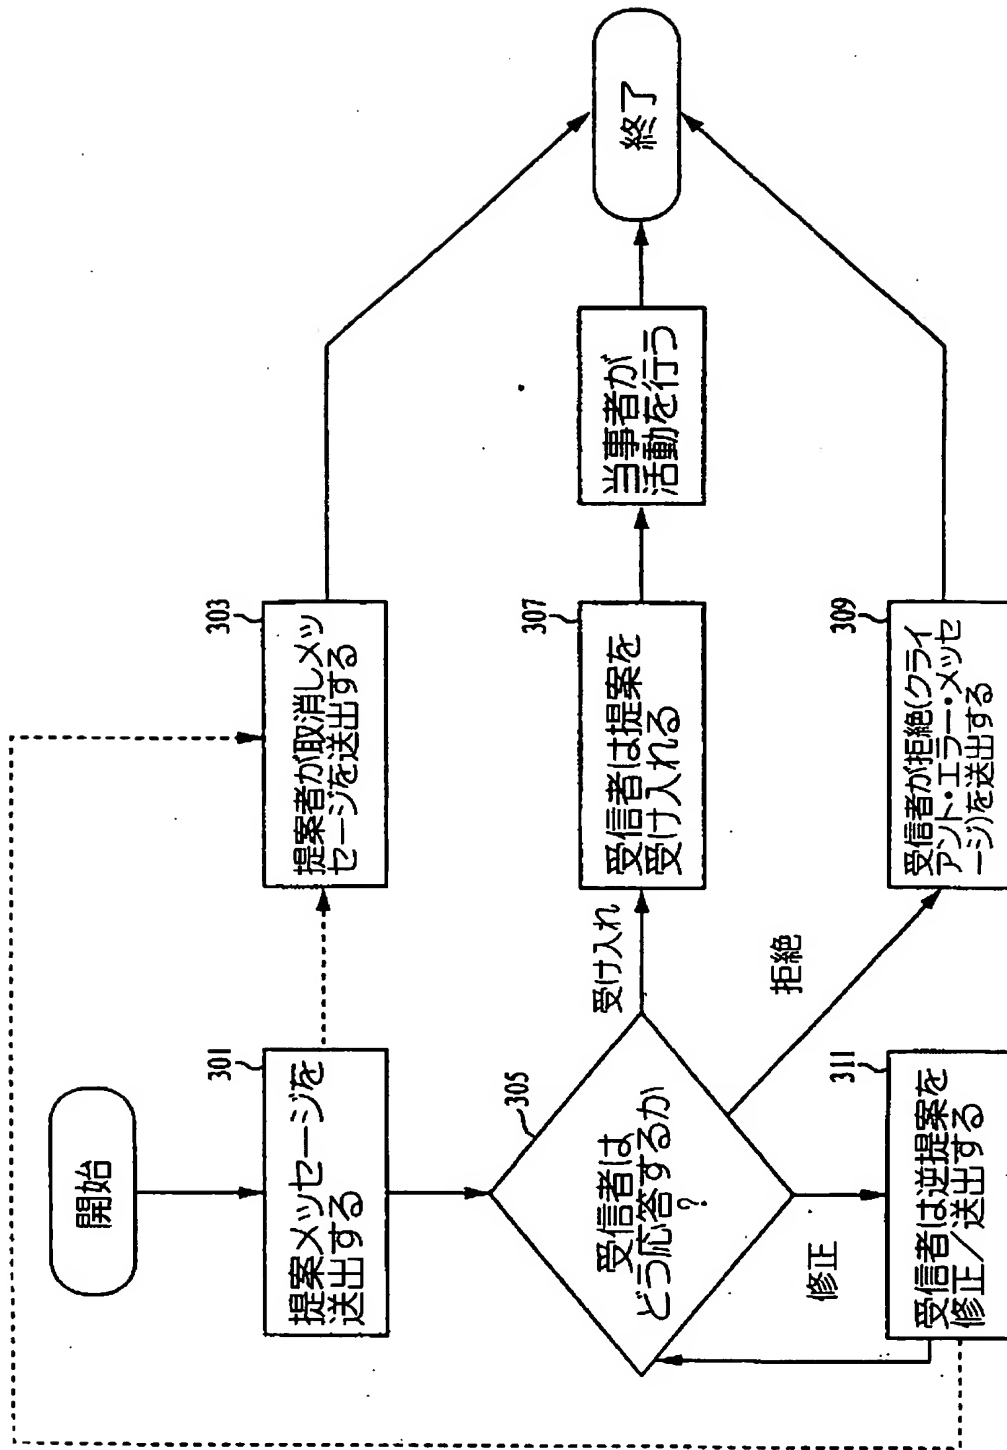 開始
301
提案メッセージを
送出する
303
提案者が取消しメッ
セージを送出する
305
受信者は
どう応答するか
?
受け入れ
307
受信者は提案を
受け入れる
当事者が
活動を行う
終了
拒絶
309
受信者が拒絶(クライ
アント・エラー・メッセ
ージ)を送出する
修正
311
受信者は逆提案を
修正/送出する